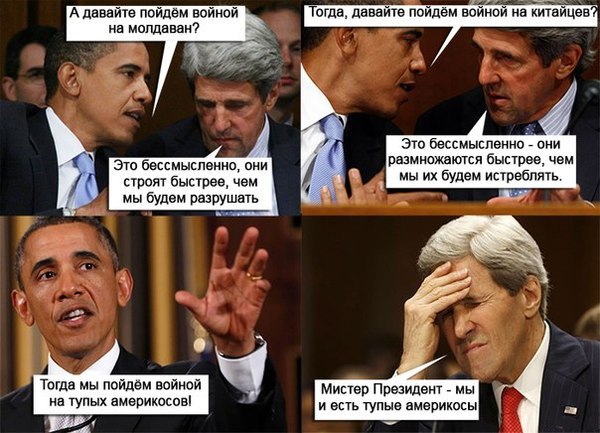 А давайте пойдём войной
на молдаван?
Это бессмысленно, они
строят быстрее, чем
мы будем разрушать
Тогда, давайте пойдём войной на китайцев?
Это бессмысленно - они
размножаются быстрее, чем
мы их будем истреблять.
Тогда мы пойдём войной
на тупых америкосов!
Мистер Президент - мы
и есть тупые америкосы